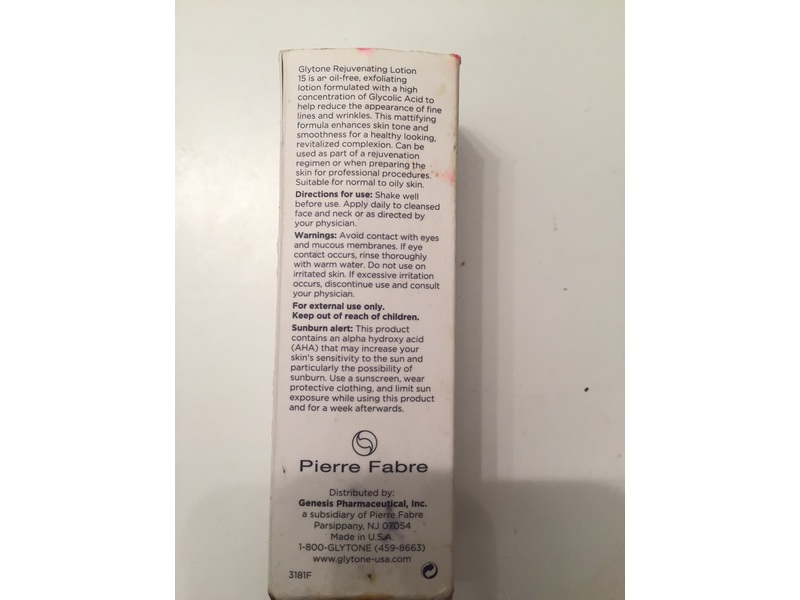 Glytone Rejuvenating Lotion
15 is an oil-free, exfoliating
lotion formulated with a high
concentration of Glycolic Acid to
help reduce the appearance of fine
lines and wrinkles. This mattifying
formula enhances skin tone and
smoothness for a healthy looking,
revitalized complexion. Can be
used as part of a rejuvenation
regimen or when preparing the
skin for professional procedures.
Suitable for normal to oily skin.
Directions for use: Shake well
before use. Apply daily to cleansed
face and neck or as directed by
your physician.
Warnings: Avoid contact with eyes
and mucous membranes. If eye
contact occurs, rinse thoroughly
with warm water. Do not use on
irritated skin. If excessive irritation
occurs, discontinue use and consult
your physician.
For external use only.
Keep out of reach of children.
Sunburn alert: This product
contains an alpha hydroxy acid
(AHA) that may increase your
skin's sensitivity to the sun and
particularly the possibility of
sunburn. Use a sunscreen, wear
protective clothing, and limit sun
exposure while using this product
and for a week afterwards.
Pierre Fabre
Distributed by:
Genesis Pharmaceutical, Inc.
a subsidiary of Pierre Fabre
Parsippany, NJ 07054
Made in U.S.A.
1-800-GLYTONE (459-8663)
www.glytone-usa.com
3181F